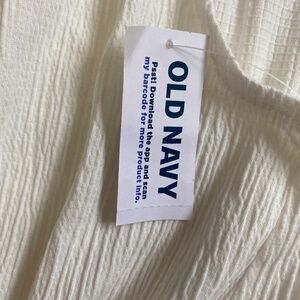 OLD NAVY
Psst! Download the app and scan
my barcode for more product info.